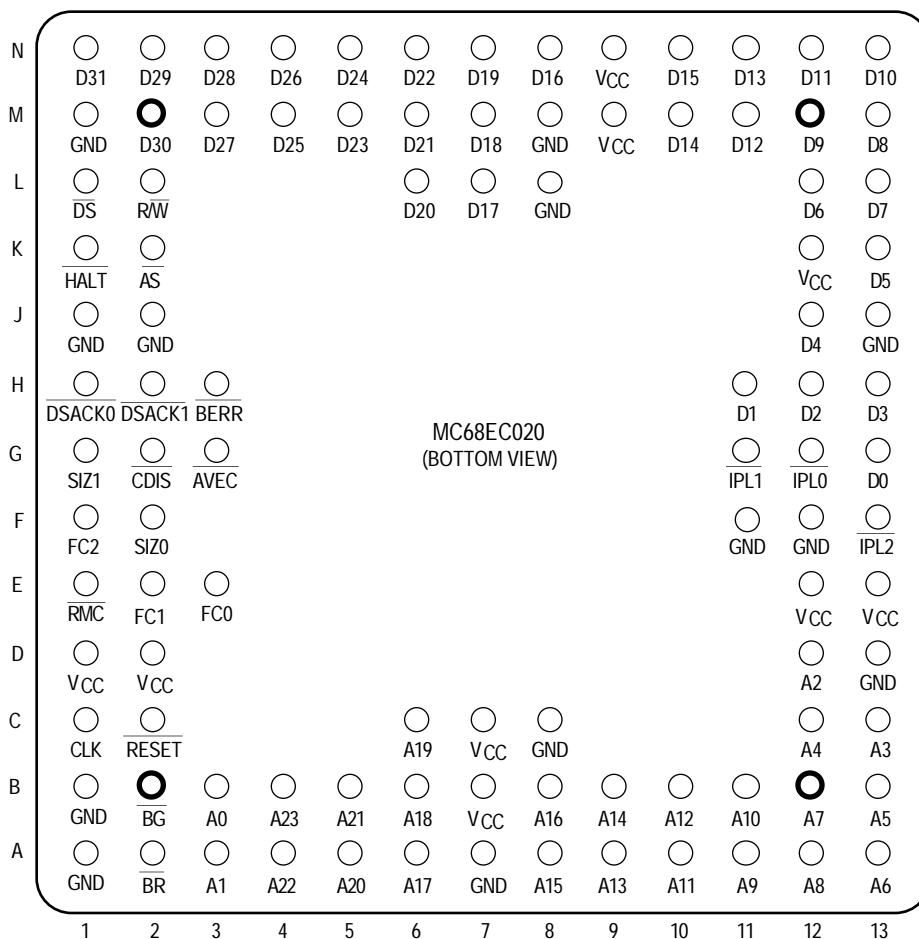 N
D31 D29 D28 D26 D24 D22 D19 D16 VCC D15 D13 D11 D10
M
GND D30 D27 D25 D23 D21 D18 GND VCC D14 D12 D9 D8
L
DS R/W D20 D17 GND D6 D7
K
HALT AS VCC D5
J
GND GND D4 GND
H
DSACK0 DSACK1 BERR D1 D2 D3
MC68EC020
G
(BOTTOM VIEW)
SIZ1 CDIS AVEC IPL1 IPL0 D0
F
FC2 SIZ0 GND GND IPL2
E
RMC FC1 FC0 VCC VCC
D
VCC VCC A2 GND
C
CLK RESET A19 VCC GND A4 A3
B
GND BG A0 A23 A21 A18 VCC A16 A14 A12 A10 A7 A5
A
GND BR A1 A22 A20 A17 GND A15 A13 A11 A9 A8 A6
1 2 3 4 5 6 7 8 9 10 11 12 13